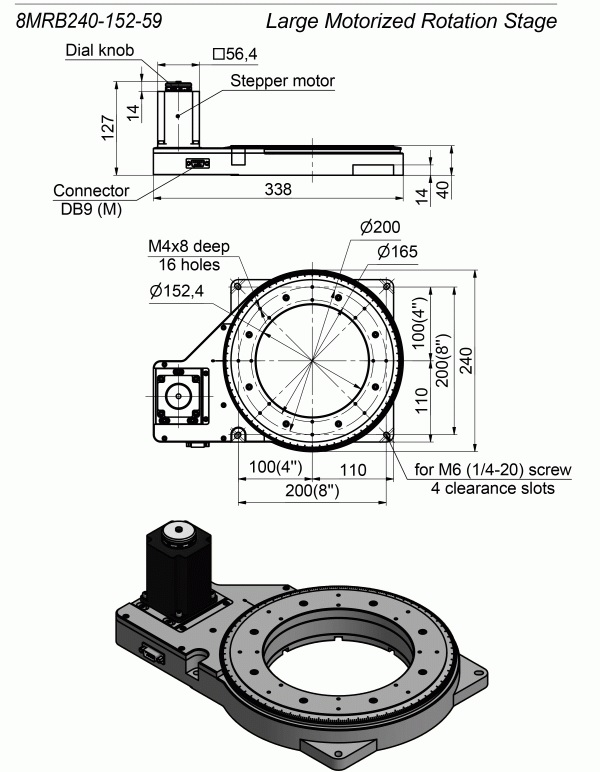 8MRB240-152-59 Large Motorized Rotation Stage
Dial knob
□56,4
Stepper motor
127
14
Connector
DB9 (M)
338
14
40
Ø200
M4x8 deep
16 holes
Ø165
Ø152,4
100(4")
200(8")
240
110
100(4")
110
200(8")
for M6 (1/4-20) screw
4 clearance slots